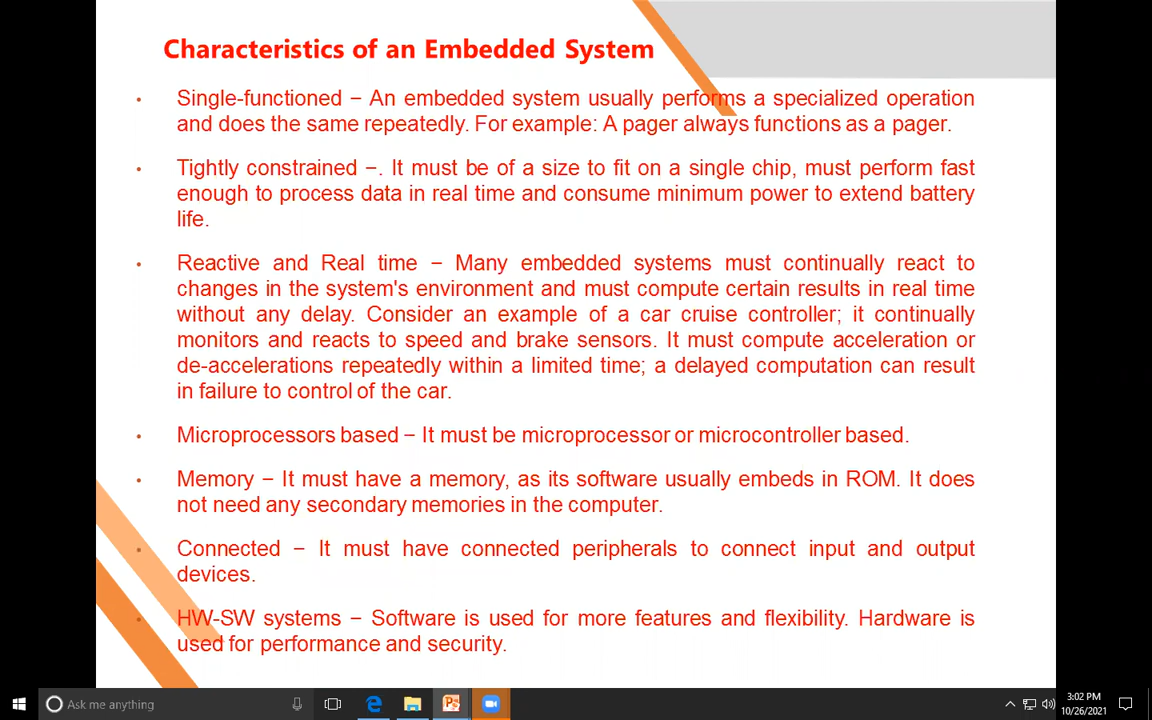 Characteristics of an Embedded System
• Single-functioned − An embedded system usually performs a specialized operation
and does the same repeatedly. For example: A pager always functions as a pager.
• Tightly constrained −. It must be of a size to fit on a single chip, must perform fast
enough to process data in real time and consume minimum power to extend battery
life.
• Reactive and Real time − Many embedded systems must continually react to
changes in the system's environment and must compute certain results in real time
without any delay. Consider an example of a car cruise controller; it continually
monitors and reacts to speed and brake sensors. It must compute acceleration or
de-accelerations repeatedly within a limited time; a delayed computation can result
in failure to control of the car.
• Microprocessors based − It must be microprocessor or microcontroller based.
• Memory − It must have a memory, as its software usually embeds in ROM. It does
not need any secondary memories in the computer.
• Connected − It must have connected peripherals to connect input and output
devices.
• HW-SW systems − Software is used for more features and flexibility. Hardware is
used for performance and security.
Ask me anything
3:02 PM
10/26/2021